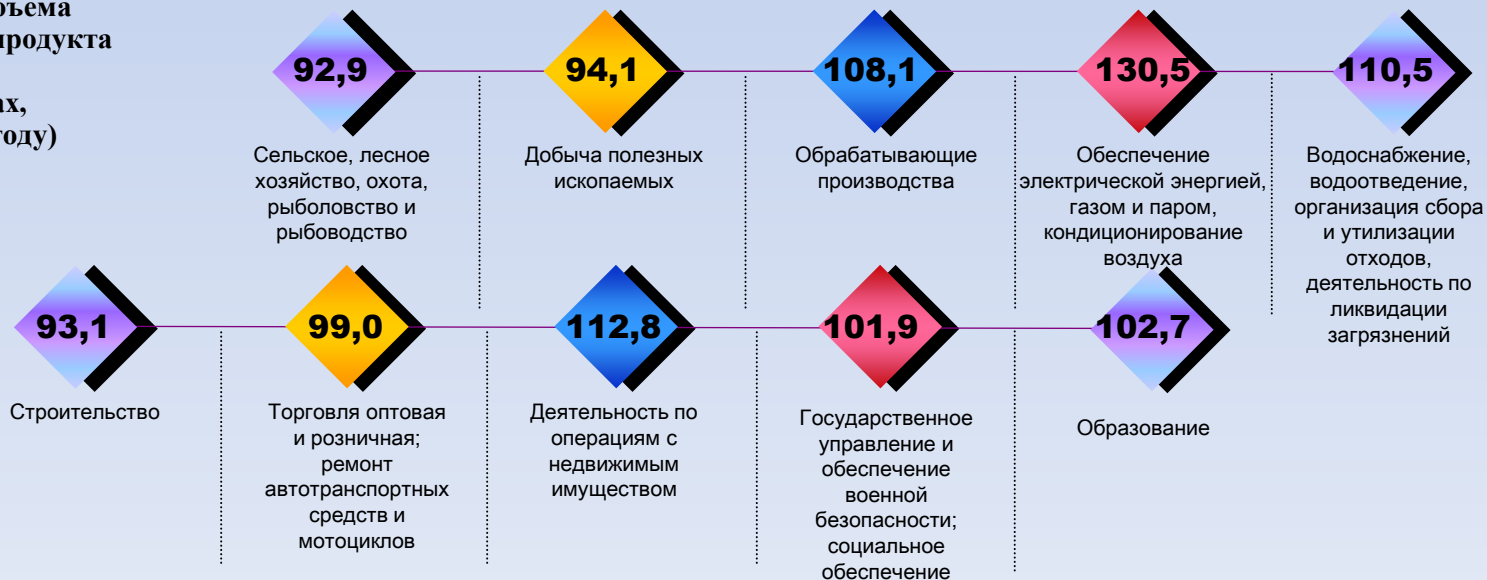 продукта
году)
92,9
94,1
108,1
130,5
110,5
Сельское, лесное
хозяйство, охота,
рыболовство и
рыбоводство
Добыча полезных
ископаемых
Обрабатывающие
производства
Обеспечение
электрической энергией,
газом и паром,
кондиционирование
воздуха
Водоснабжение,
водоотведение,
организация сбора
и утилизации
отходов,
деятельность по
ликвидации
загрязнений
93,1
99,0
112,8
101,9
102,7
Строительство
Торговля оптовая
и розничная;
ремонт
автотранспортных
средств и
мотоциклов
Деятельность по
операциям с
недвижимым
имуществом
Государственное
управление и
обеспечение
военной
безопасности;
социальное
обеспечение
Образование